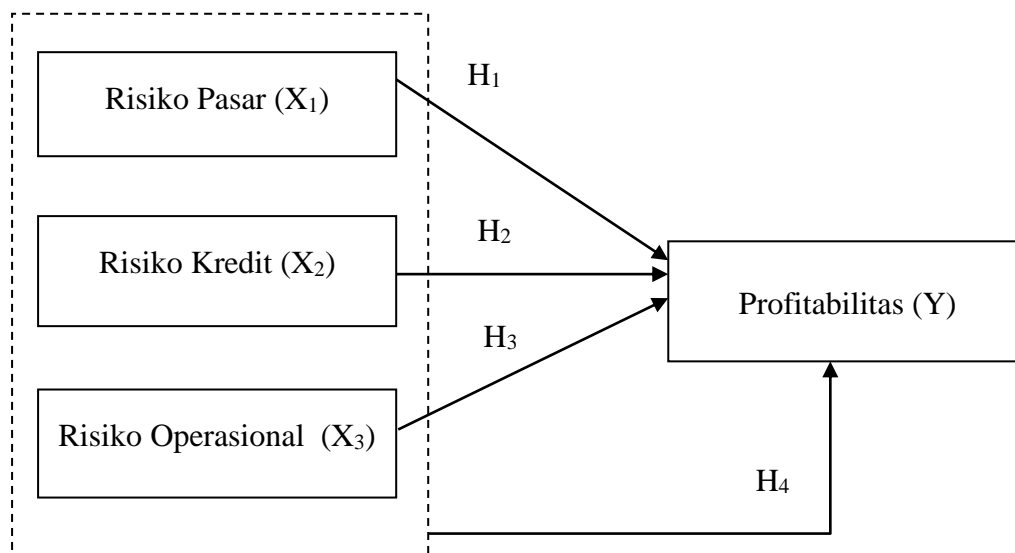 Risiko Pasar (X₁)
H₁
Risiko Kredit (X₂)
H₂
Profitabilitas (Y)
H₃
Risiko Operasional (X₃)
H₄